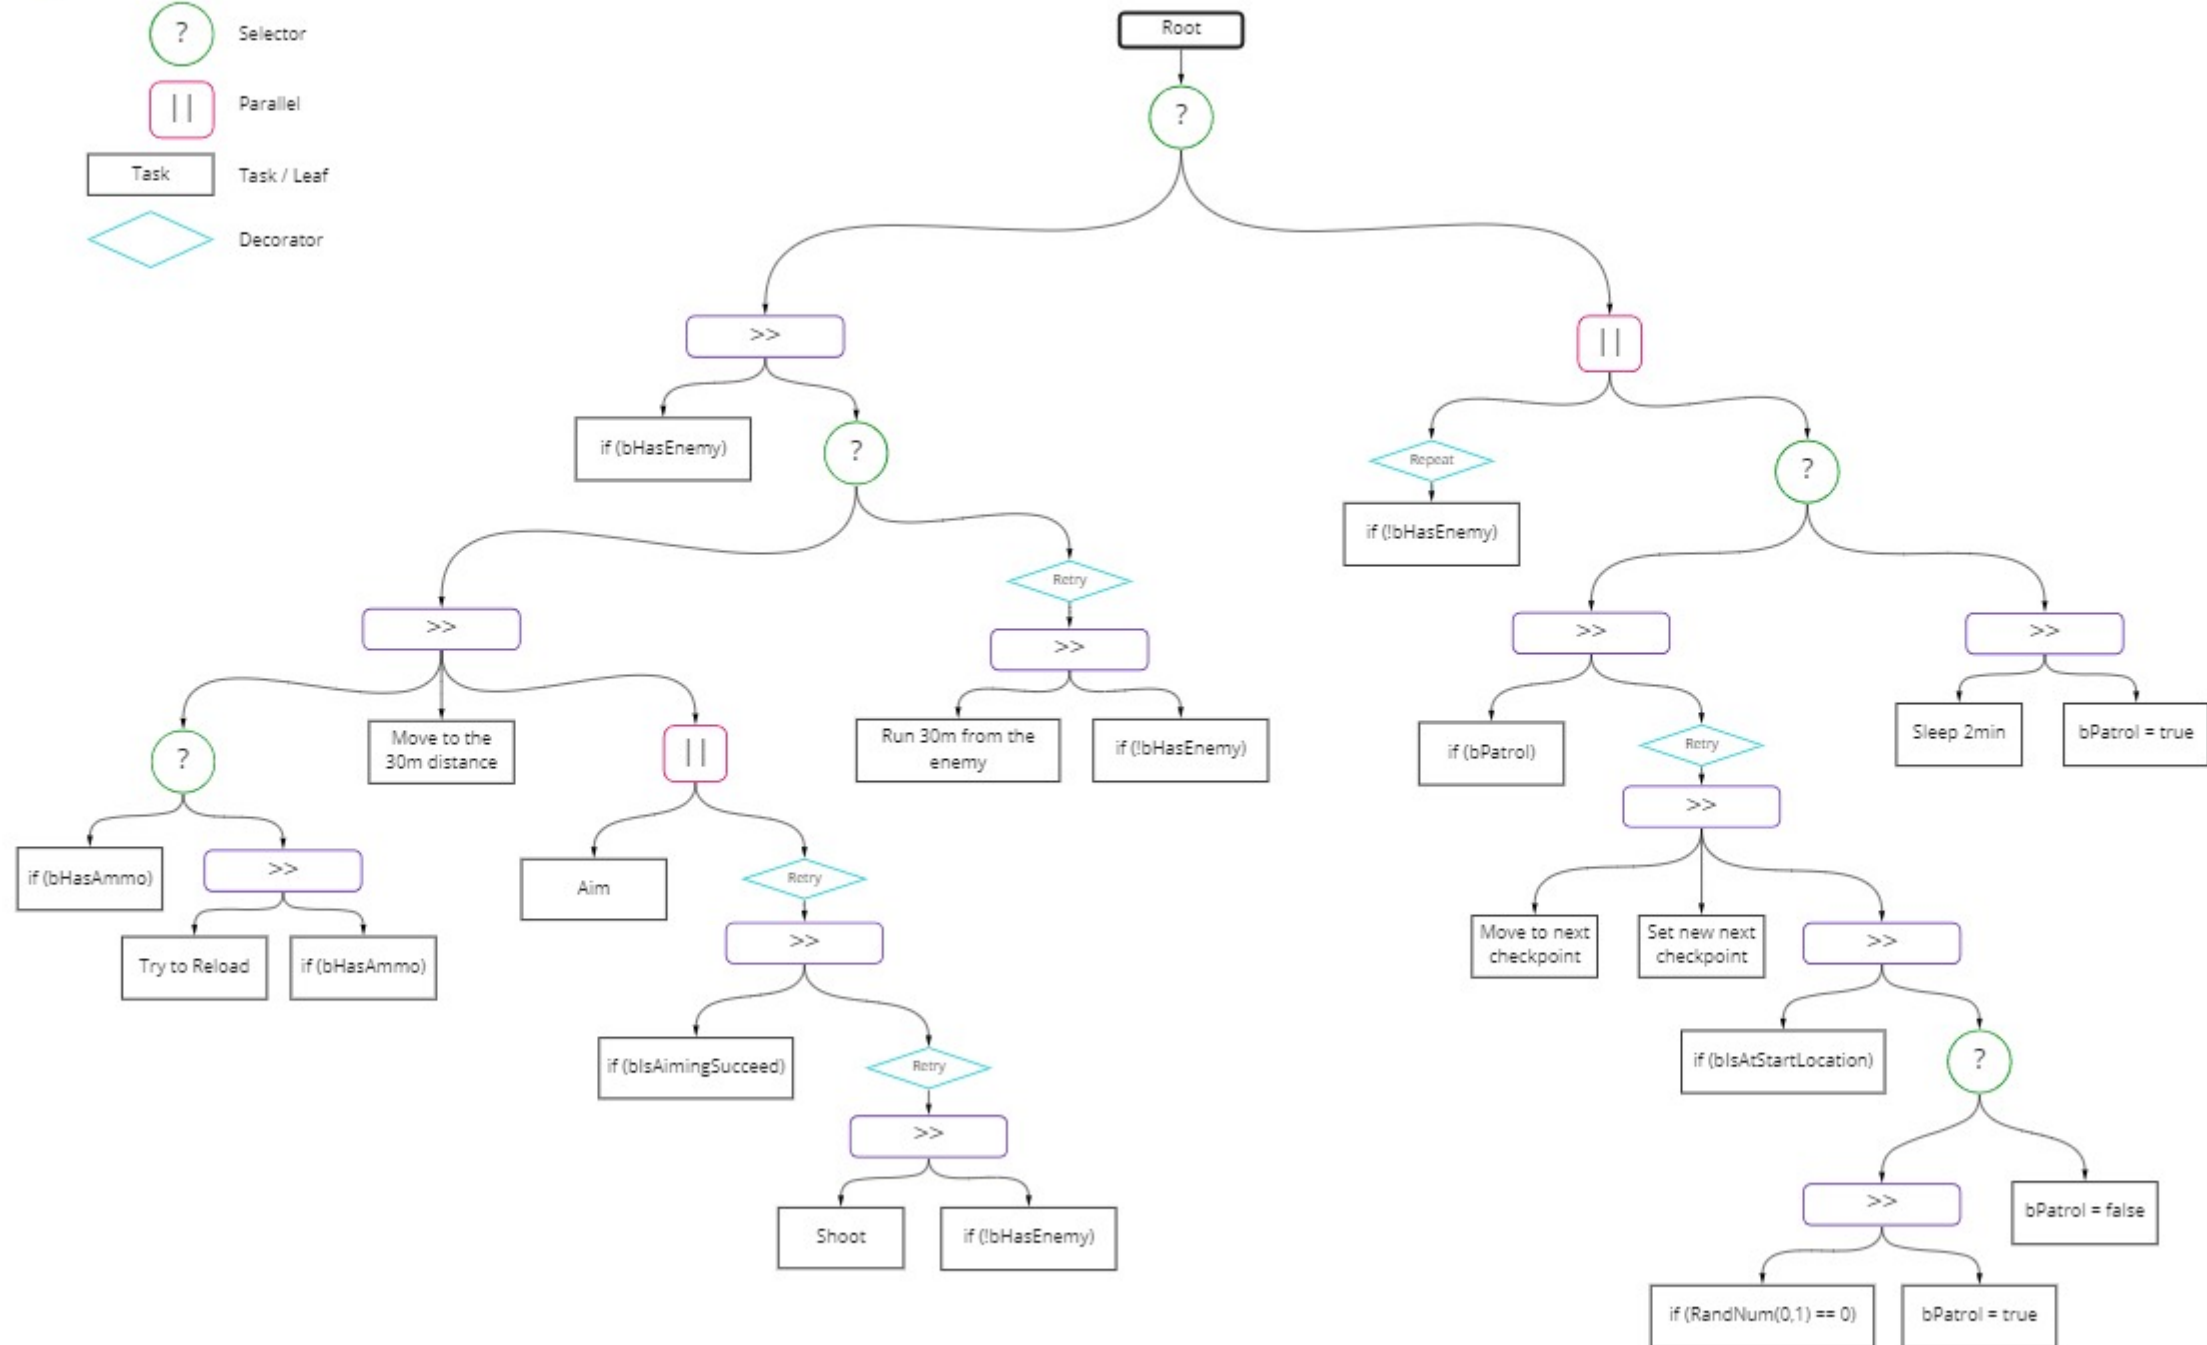 ?
Selector
||
Parallel
Task
Task / Leaf
Decorator
Root
?
>>
||
if (bHasEnemy)
?
Repeat
?
if (!bHasEnemy)
>>
Retry
>>
>>
>>
?
Move to the
30m distance
||
Run 30m from the
enemy
if (!bHasEnemy)
if (bPatrol)
Retry
Sleep 2min
bPatrol = true
if (bHasAmmo)
>>
Aim
Retry
>>
Try to Reload
if (bHasAmmo)
>>
Move to next
checkpoint
Set new next
checkpoint
>>
if (bIsAimingSucceed)
Retry
if (bIsAtStartLocation)
?
>>
Shoot
if (!bHasEnemy)
>>
bPatrol = false
if (RandNum(0,1) == 0)
bPatrol = true